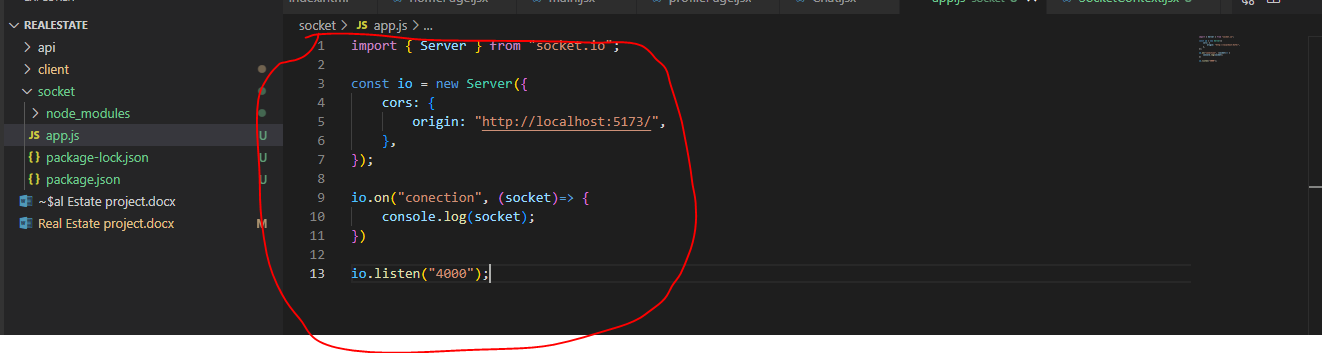 REALESTATE
api
client
socket
node_modules
JS app.js U
{} package-lock.json U
{} package.json U
~$al Estate project.docx
Real Estate project.docx M
socket > JS app.js > ...
1 import { Server } from "socket.io";
2
3 const io = new Server({
4 cors: {
5 origin: "http://localhost:5173/",
6 },
7 });
8
9 io.on("conection", (socket)=> {
10 console.log(socket);
11 })
12
13 io.listen("4000");